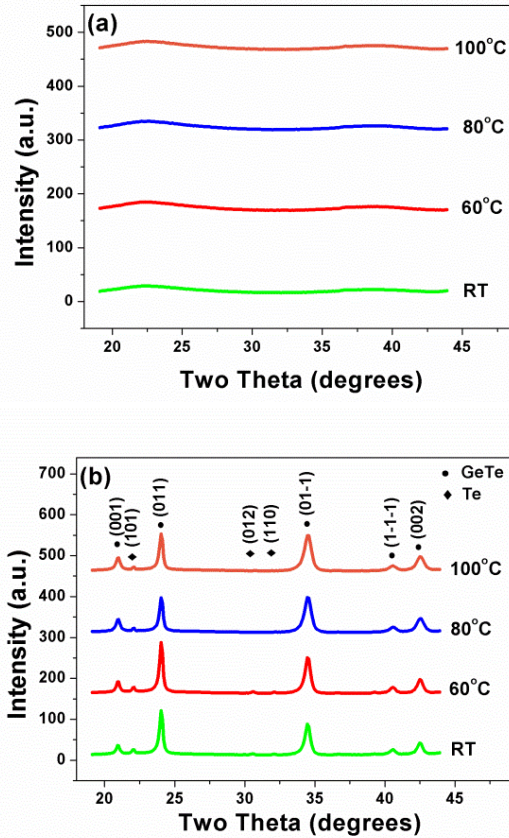 (a)
500
400
300
200
100
0
Intensity (a.u.)
100°C
80°C
60°C
RT
20 25 30 35 40 45
Two Theta (degrees)
(b)
700
600
500
400
300
200
100
0
Intensity (a.u.)
(001)
(101)
(011)
(012)
(110)
(01-1)
(1-1-1)
(002)
● GeTe
◆ Te
100°C
80°C
60°C
RT
20 25 30 35 40 45
Two Theta (degrees)